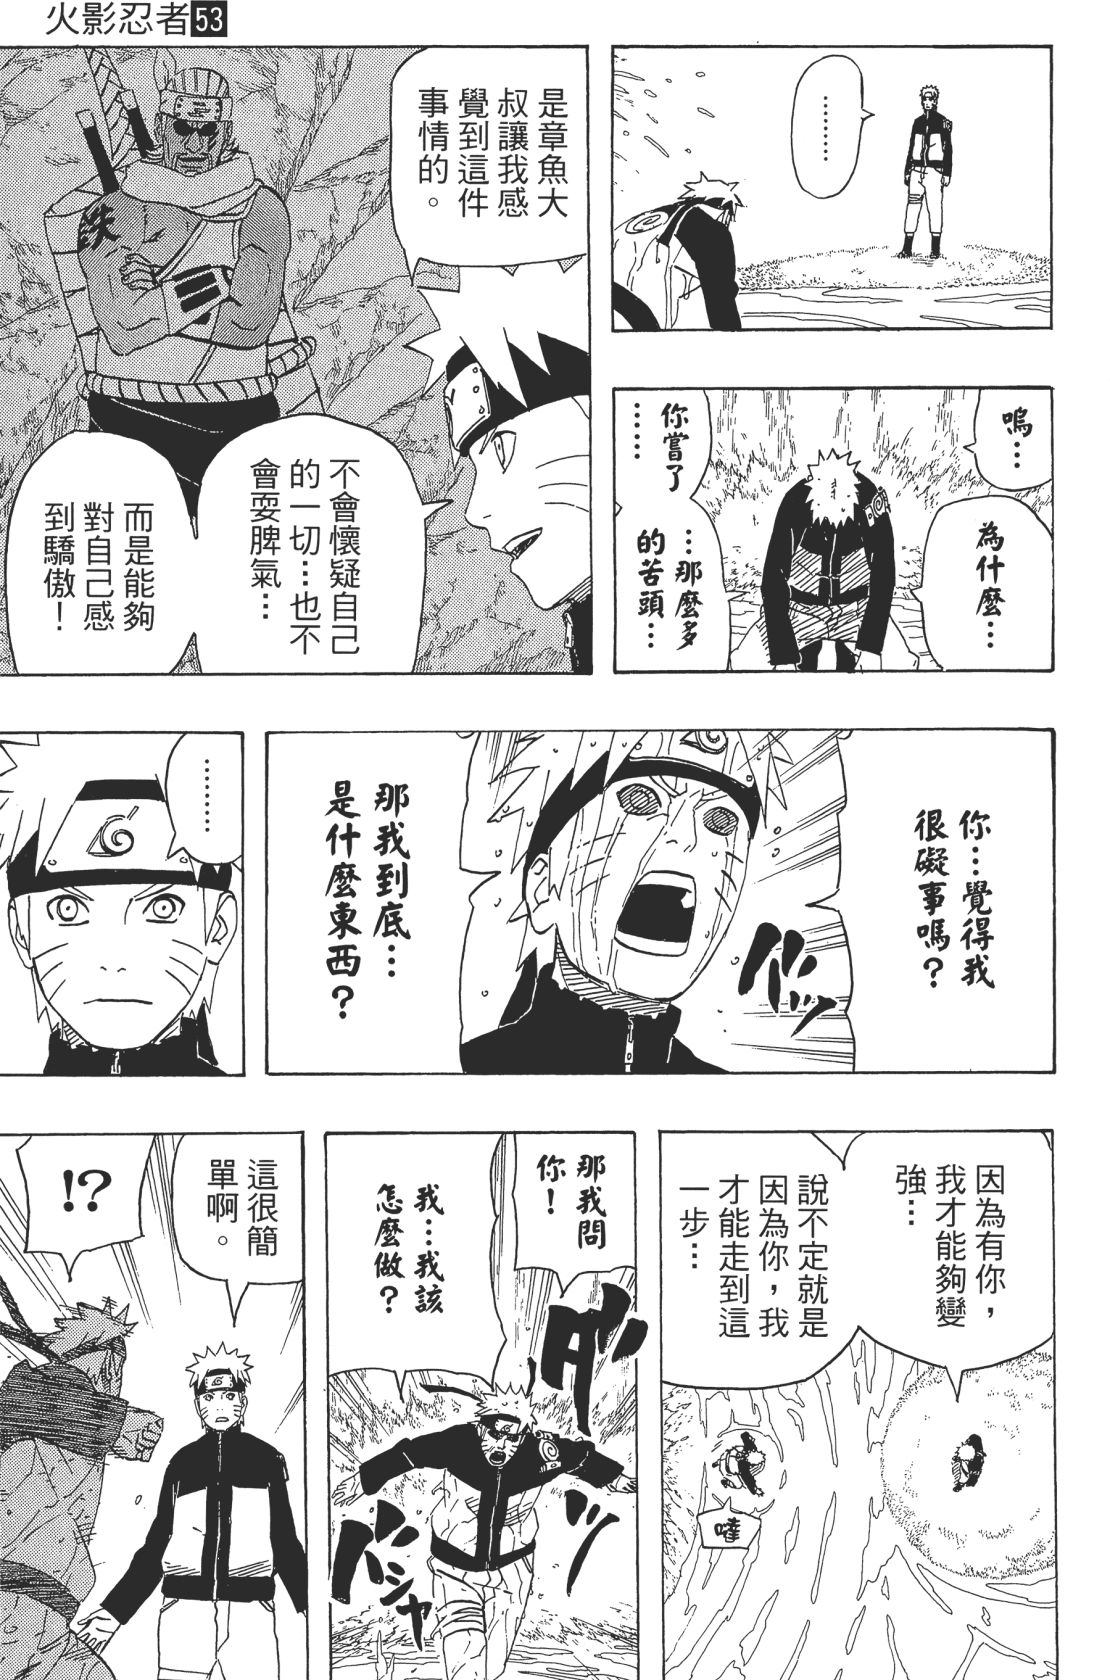 火影忍者53
………
是章魚大
叔讓我感
覺到這件
事情的。
不會懷疑自己
的一切…也不
會耍脾氣…
而是能夠
對自己感
到驕傲！
嗚…
為什麼…
你嘗了
……
…那麼多
的苦頭…
你…覺得我
很礙事嗎？
那我到底…
是什麼東西？
………
因為有你，
我才能夠變
強…
說不定就是
因為你，我
才能走到這
一步…
噠
那我問
你！
我…我該
怎麼做？
バシャ
這很簡
單啊。
!?